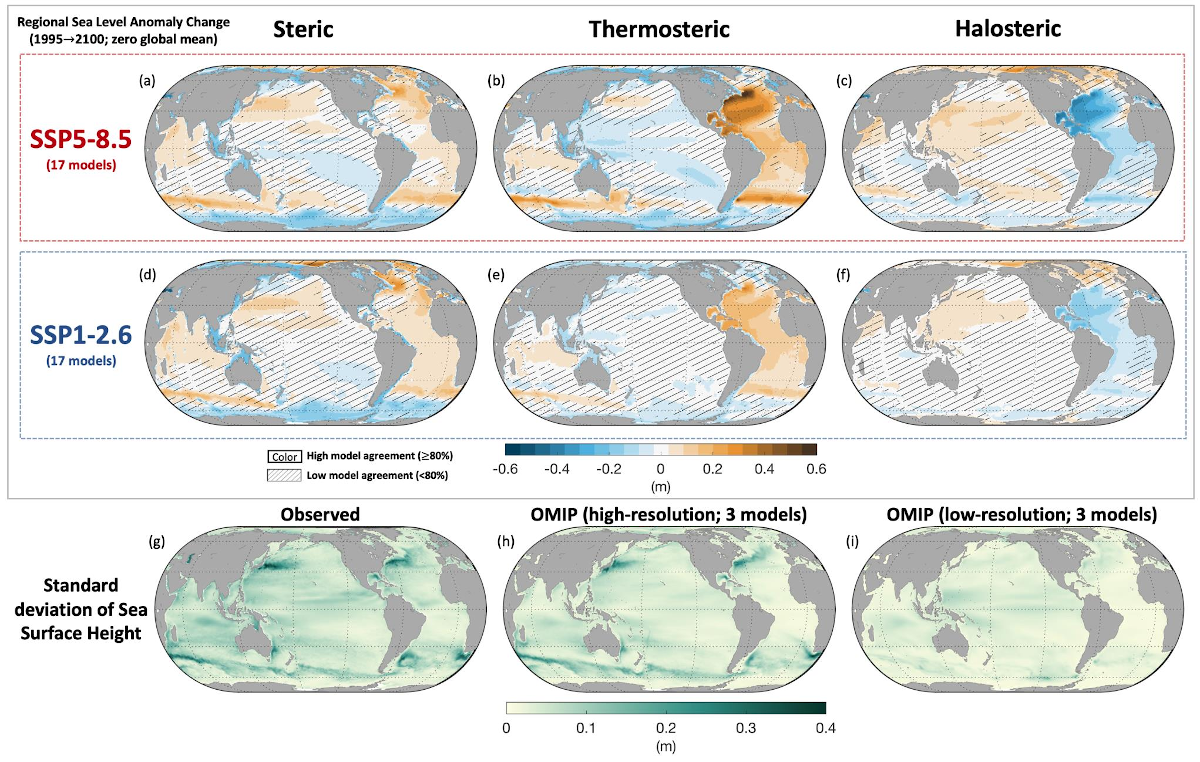 Regional Sea Level Anomaly Change
(1995→2100; zero global mean)
Steric
Thermosteric
Halosteric
(a)
(b)
(c)
SSP5-8.5
(17 models)
(d)
(e)
(f)
SSP1-2.6
(17 models)
Color High model agreement (≥80%)
Low model agreement (<80%)
-0.6 -0.4 -0.2 0 0.2 0.4 0.6
(m)
Observed
OMIP (high-resolution; 3 models)
OMIP (low-resolution; 3 models)
(g)
(h)
(i)
Standard
deviation of Sea
Surface Height
0 0.1 0.2 0.3 0.4
(m)